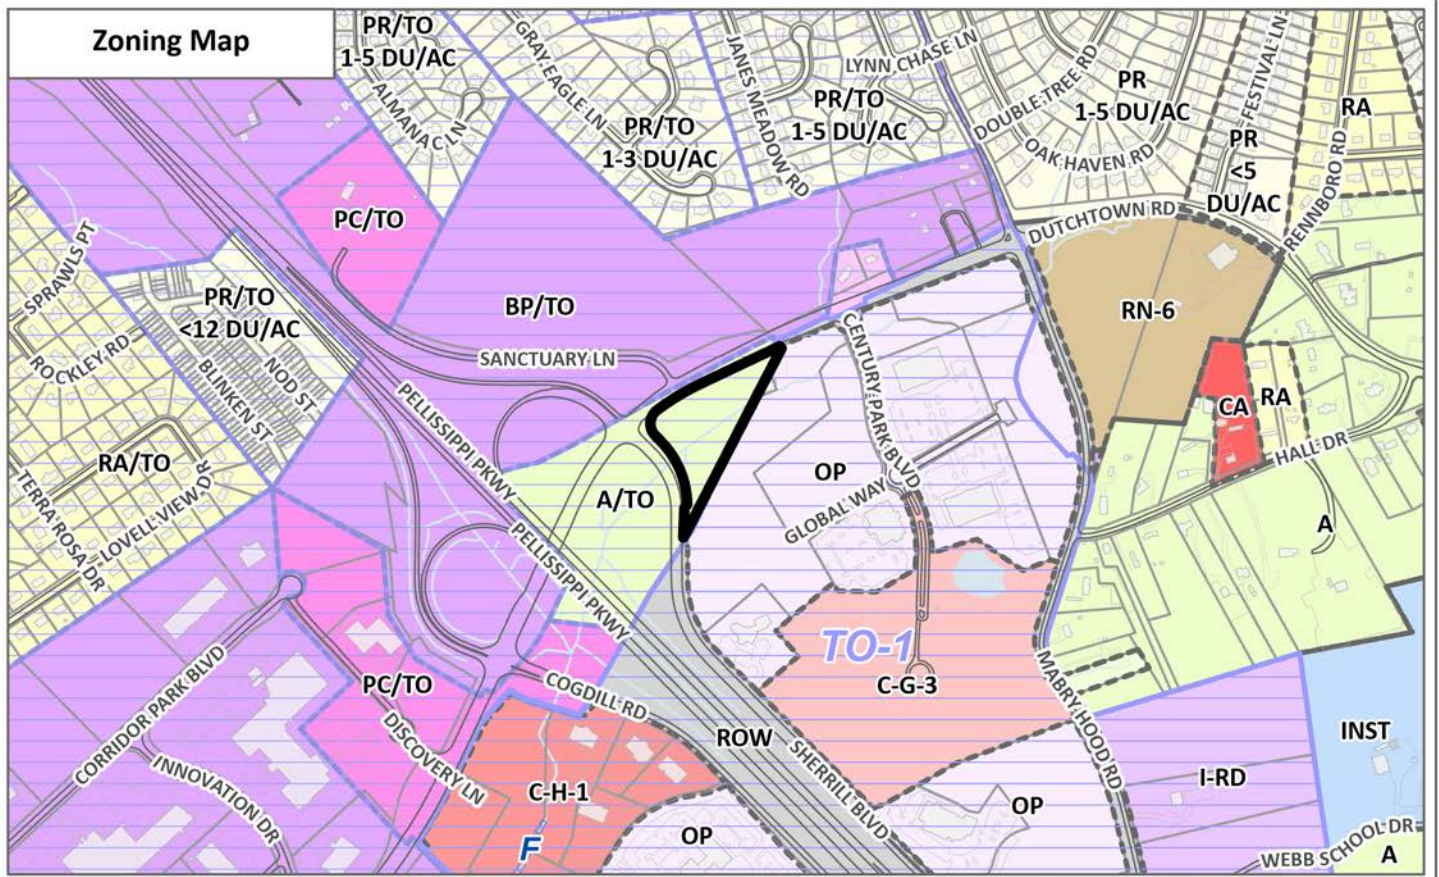 Zoning Map
PR/TO
1-5 DU/AC
ALMANAC LN
GRAY EAGLE LN
PR/TO
1-3 DU/AC
JANES MEADOW RD
LYNN CHASE LN
PR/TO
1-5 DU/AC
DOUBLE TREE RD
PR
1-5 DU/AC
OAK HAVEN RD
FESTIVAL LN
PR
<5
DU/AC
RA
RENNBORO RD
DUTCHTOWN RD
PC/TO
SPRAWLS PT
PR/TO
<12 DU/AC
ROCKLEY RD
BLINKEN ST
NOD ST
BP/TO
SANCTUARY LN
RN-6
CENTURY PARK BLVD
PELLISSIPPI PKWY
CA
RA
HALL DR
RA/TO
TERRA ROSA DR
LOVELL VIEW DR
A/TO
OP
GLOBAL WAY
PELLISSIPPI PKWY
A
TO-1
C-G-3
PC/TO
COGDILL RD
CORRIDOR PARK BLVD
DISCOVERY LN
INNOVATION DR
ROW
SHERRILL BLVD
MABRY HOOD RD
INST
I-RD
C-H-1
F
OP
OP
WEBB SCHOOL DR
A